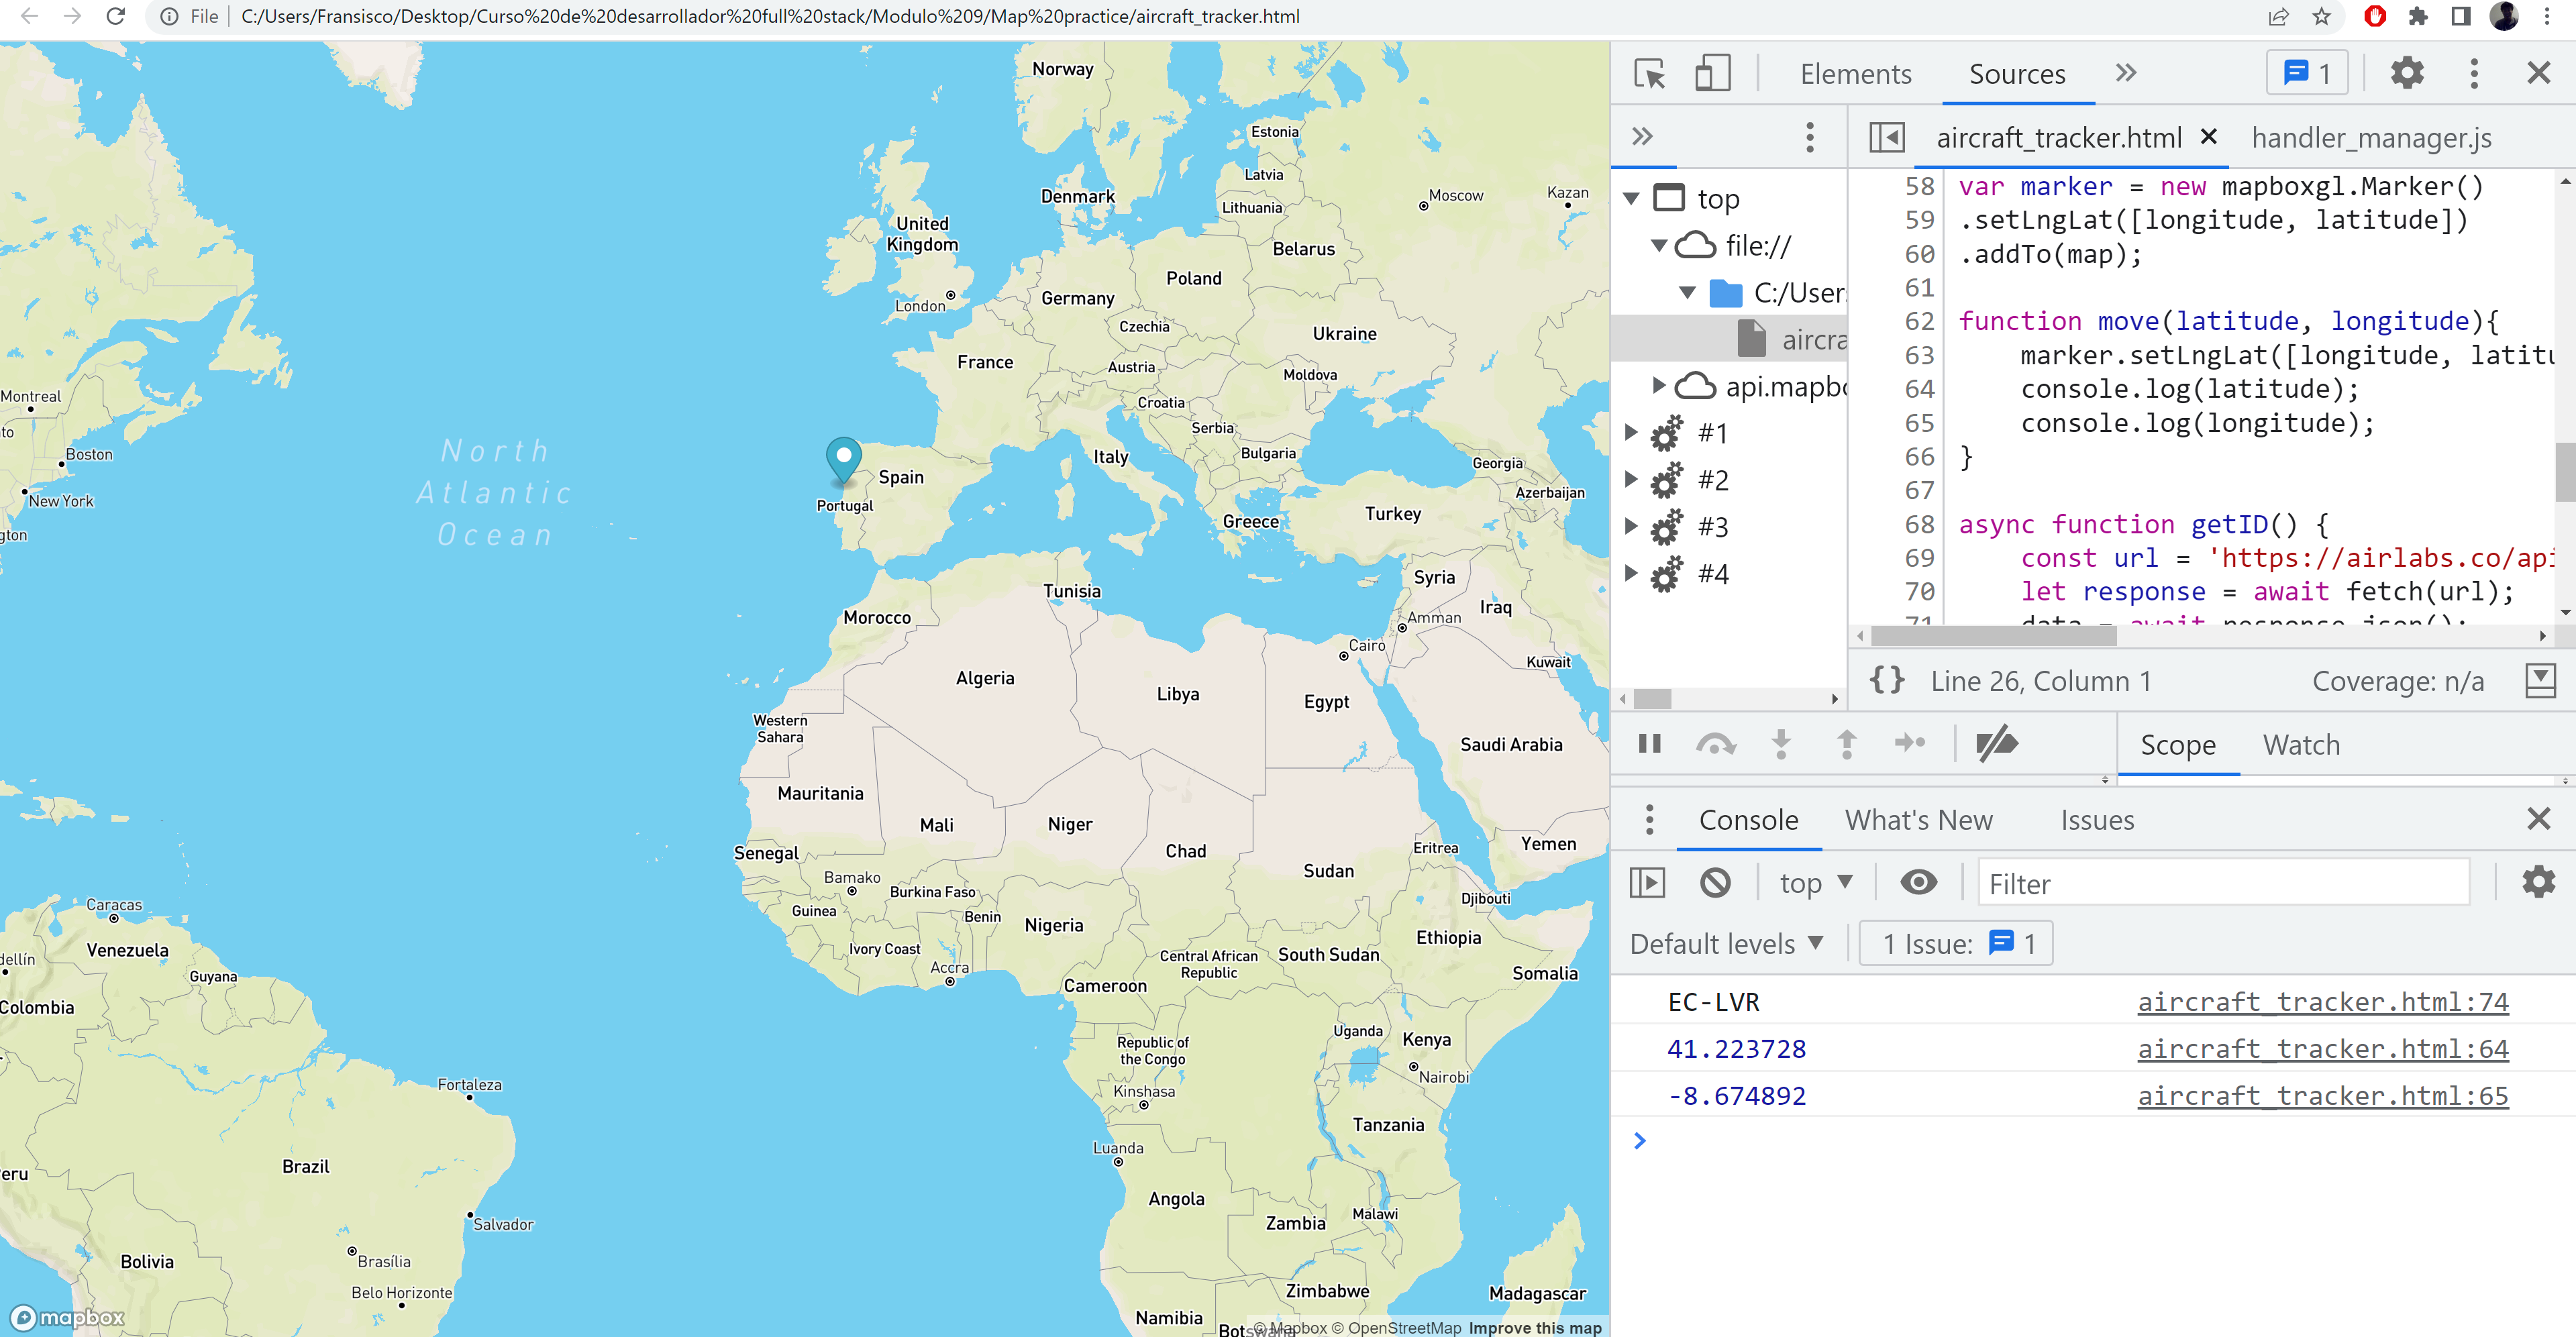 File
C:/Users/Fransisco/Desktop/Curso%20de%20desarrollador%20full%20stack/Modulo%209/Map%20practice/aircraft_tracker.html
Norway
Estonia
Latvia
Lithuania
Moscow
Kazan
Denmark
United
Kingdom
Belarus
London
Poland
Germany
Czechia
Ukraine
France
Austria
Moldova
Croatia
Montreal
to
Boston
New York
gton
North
Atlantic
Ocean
Serbia
Bulgaria
Italy
Spain
Portugal
Georgia
Azerbaijan
Greece
Turkey
Tunisia
Syria
Iraq
Morocco
Amman
Cairo
Kuwait
Algeria
Libya
Egypt
Western
Sahara
Saudi Arabia
Mauritania
Mali
Niger
Chad
Senegal
Eritrea
Yemen
Bamako
Burkina Faso
Sudan
Djibouti
Guinea
Benin
Nigeria
Ivory Coast
Accra
Central African
Republic
South Sudan
Ethiopia
Somalia
Cameroon
Caracas
Venezuela
dellín
Guyana
Colombia
Uganda
Kenya
Republic of
the Congo
Nairobi
Kinshasa
Fortaleza
Tanzania
Luanda
Brazil
eru
Angola
Salvador
Zambia
Malawi
Brasília
Bolivia
Belo Horizonte
Zimbabwe
Madagascar
Namibia
Botswana
mapbox
© Mapbox © OpenStreetMap Improve this map
Elements
Sources
1
aircraft_tracker.html
handler_manager.js
top
file://
C:/User
aircra
api.mapbo
#1
#2
#3
#4
58 var marker = new mapboxgl.Marker()
59 .setLngLat([longitude, latitude])
60 .addTo(map);
61
62 function move(latitude, longitude){
63 marker.setLngLat([longitude, latitu
64 console.log(latitude);
65 console.log(longitude);
66 }
67
68 async function getID() {
69 const url = 'https://airlabs.co/api
70 let response = await fetch(url);
71 data = await response.json();
{} Line 26, Column 1
Coverage: n/a
Scope
Watch
Console
What's New
Issues
top
Filter
Default levels
1 Issue: 1
EC-LVR aircraft_tracker.html:74
41.223728 aircraft_tracker.html:64
-8.674892 aircraft_tracker.html:65